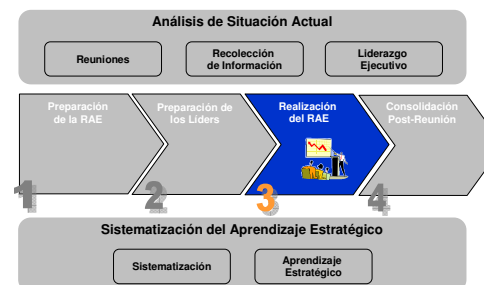 Análisis de Situación Actual
Reuniones
Recolección
de Información
Liderazgo
Ejecutivo
Preparación
de la RAE
Preparación de
los Líders
Realización
del RAE
Consolidación
Post-Reunión
1
2
3
4
Sistematización del Aprendizaje Estratégico
Sistematización
Aprendizaje
Estratégico